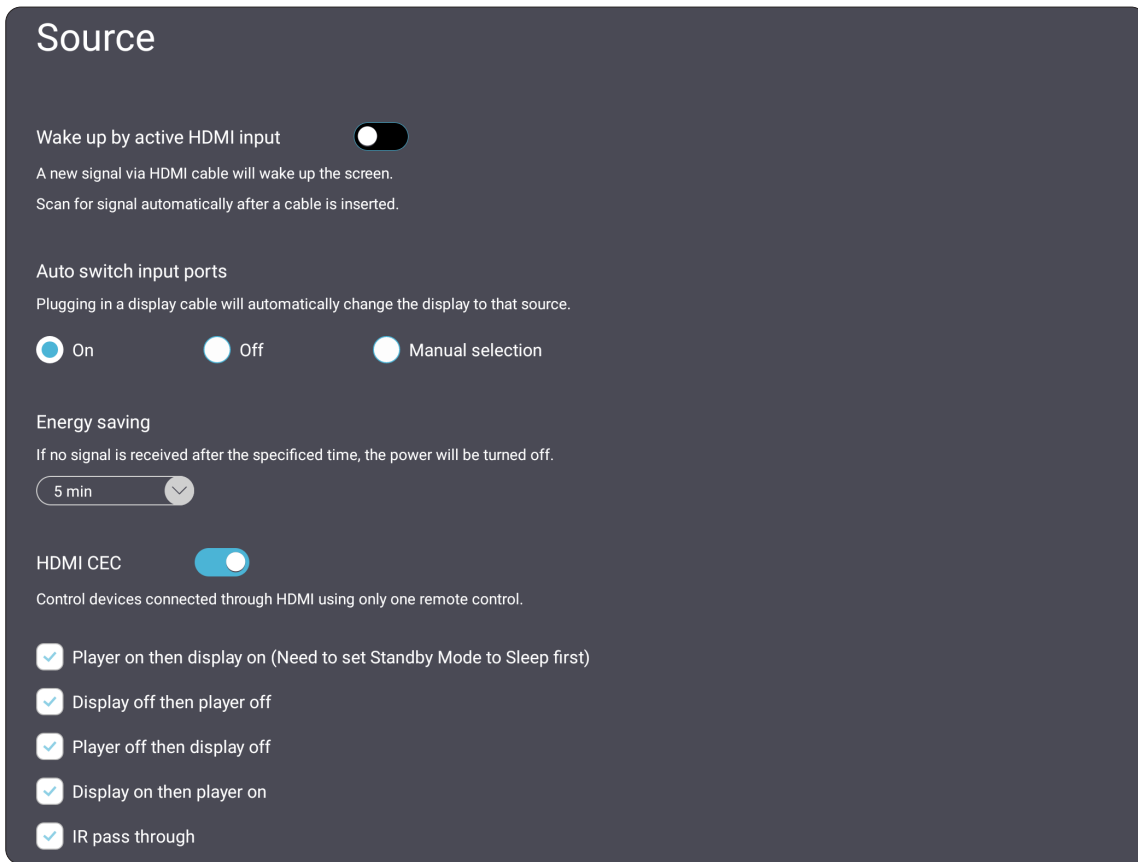 Source
Wake up by active HDMI input
A new signal via HDMI cable will wake up the screen.
Scan for signal automatically after a cable is inserted.
Auto switch input ports
Plugging in a display cable will automatically change the display to that source.
On Off Manual selection
Energy saving
If no signal is received after the specificed time, the power will be turned off.
5 min
HDMI CEC
Control devices connected through HDMI using only one remote control.
Player on then display on (Need to set Standby Mode to Sleep first)
Display off then player off
Player off then display off
Display on then player on
IR pass through